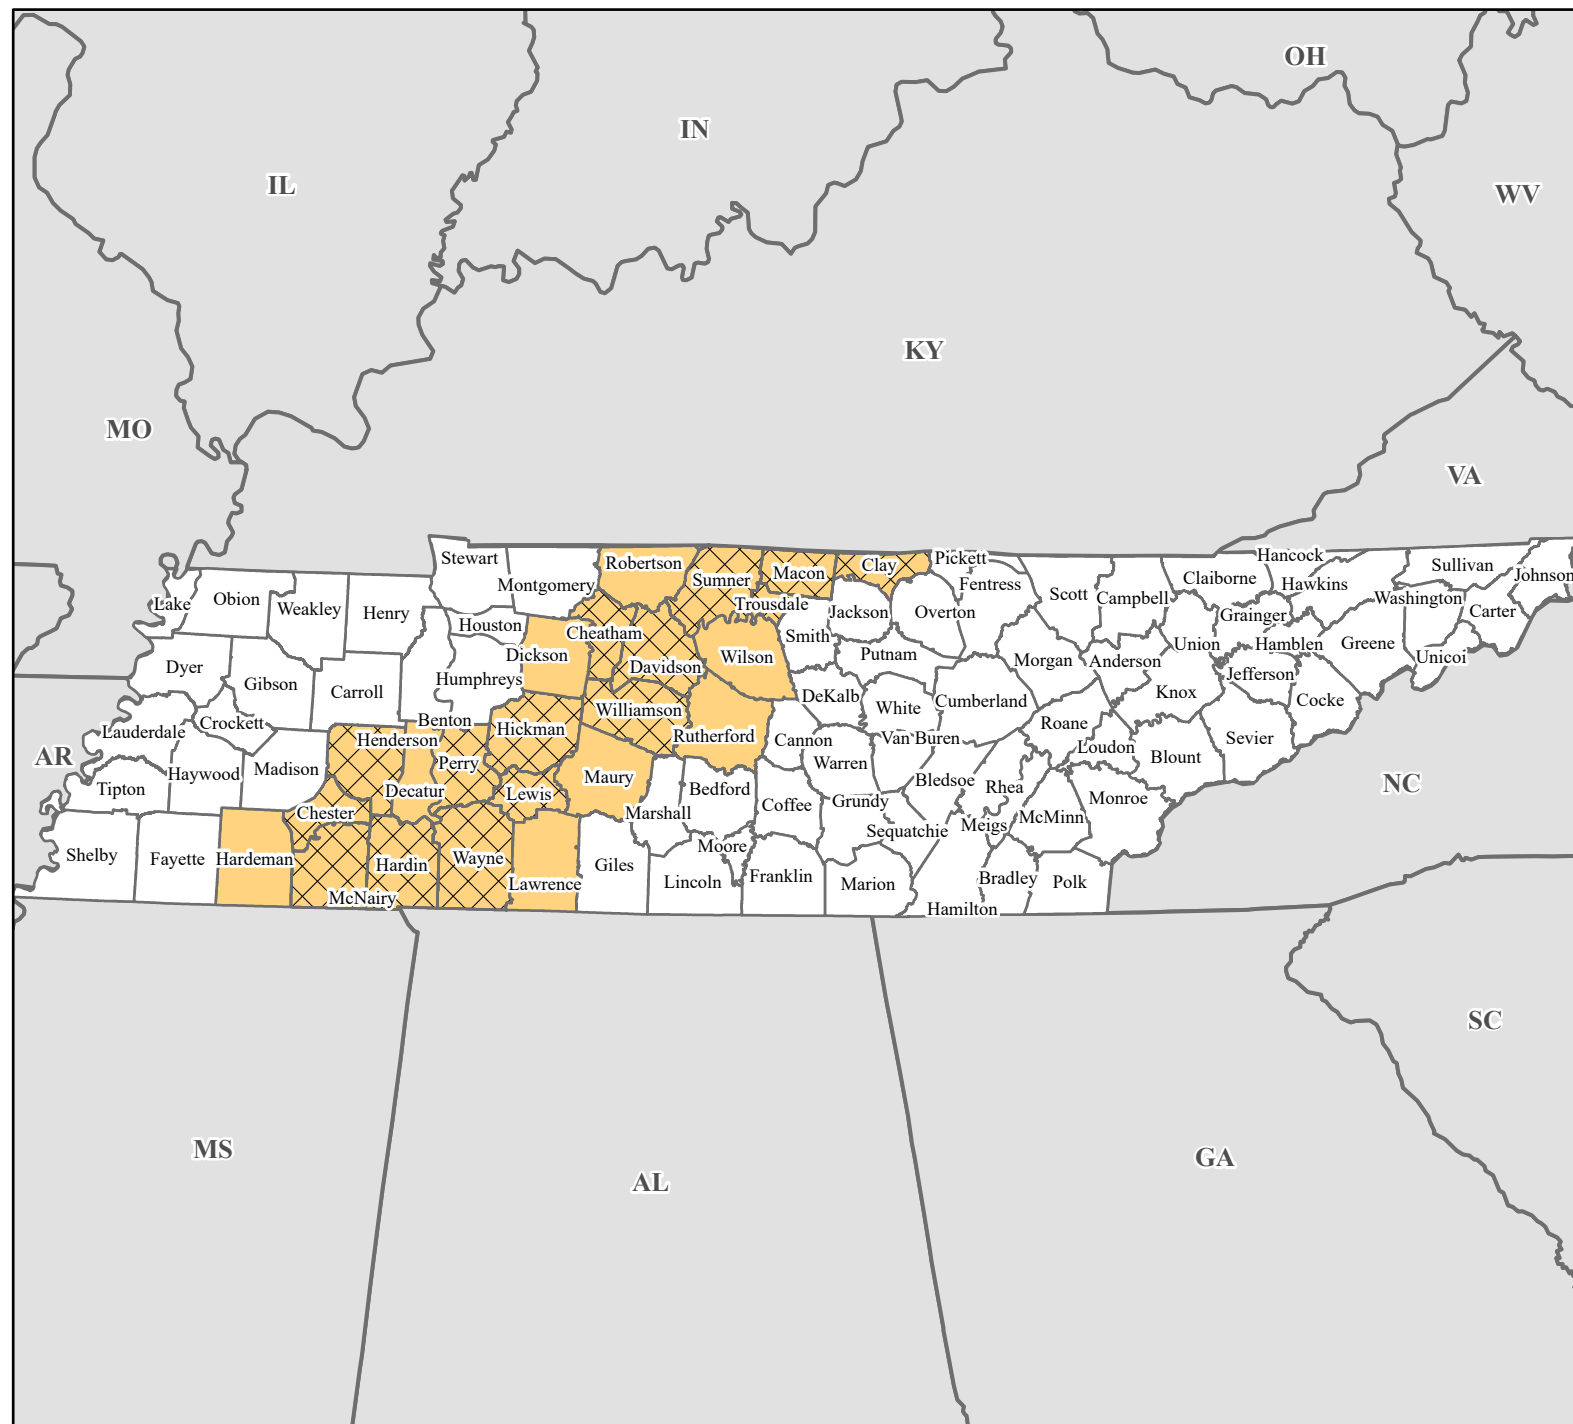 OH
IN
IL
WV
KY
MO
VA
Stewart
Montgomery
Robertson
Sumner
Macon
Clay
Pickett
Fentress
Scott
Campbell
Claiborne
Hancock
Hawkins
Sullivan
Johnson
Lake
Obion
Weakley
Henry
Houston
Cheatham
Trousdale
Smith
Jackson
Overton
Union
Grainger
Hamblen
Greene
Washington
Carter
Unicoi
Dyer
Gibson
Carroll
Humphreys
Dickson
Davidson
Wilson
Putnam
Morgan
Anderson
Knox
Jefferson
Cocke
DeKalb
White
Cumberland
Lauderdale
Crockett
Benton
Hickman
Williamson
Rutherford
Cannon
Van Buren
Roane
Loudon
Blount
Sevier
AR
Haywood
Madison
Henderson
Perry
Decatur
Lewis
Maury
Warren
Bledsoe
Rhea
NC
Tipton
Chester
Marshall
Bedford
Coffee
Grundy
Sequatchie
Meigs
McMinn
Monroe
Shelby
Fayette
Hardeman
McNairy
Hardin
Wayne
Lawrence
Giles
Moore
Lincoln
Franklin
Marion
Hamilton
Bradley
Polk
SC
MS
AL
GA